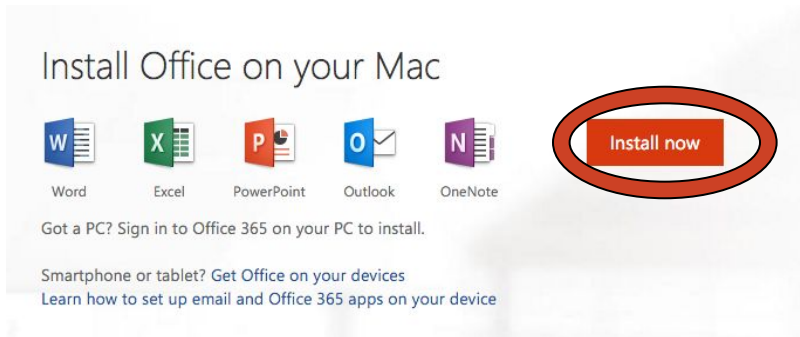 Install Office on your Mac
W
X
P
O
N
Install now
Word
Excel
PowerPoint
Outlook
OneNote
Got a PC? Sign in to Office 365 on your PC to install.
Smartphone or tablet? Get Office on your devices
Learn how to set up email and Office 365 apps on your device